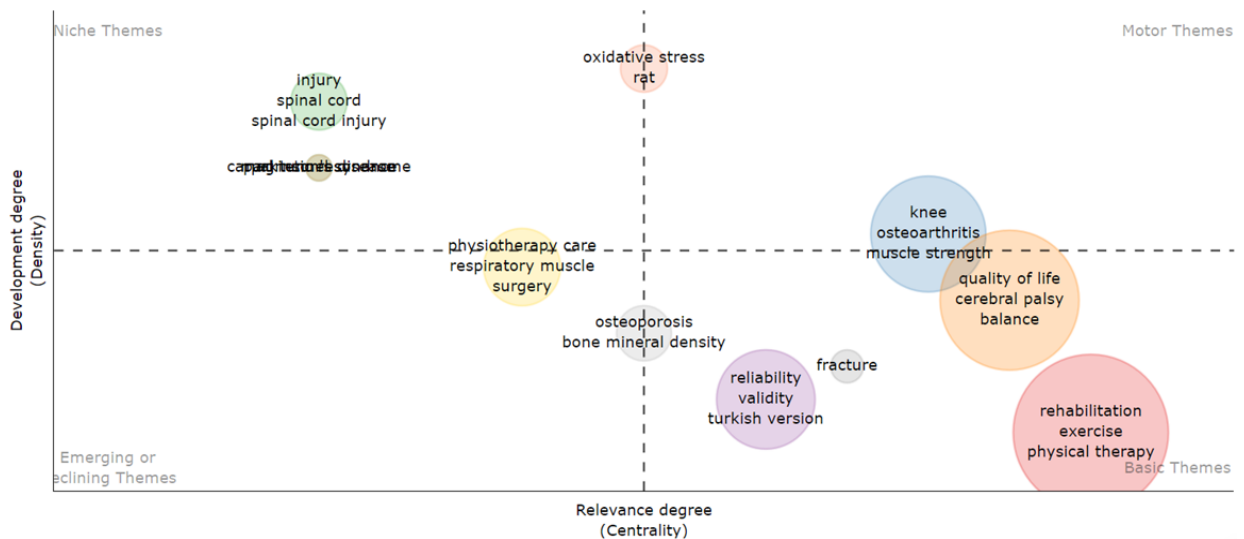 Niche Themes
Motor Themes
oxidative stress
rat
injury
spinal cord
spinal cord injury
knee
osteoarthritis
muscle strength
physiotherapy care
respiratory muscle
surgery
quality of life
cerebral palsy
balance
osteoporosis
bone mineral density
fracture
reliability
validity
turkish version
rehabilitation
exercise
physical therapy
Emerging or
eclining Themes
Basic Themes
Development degree
(Density)
Relevance degree
(Centrality)